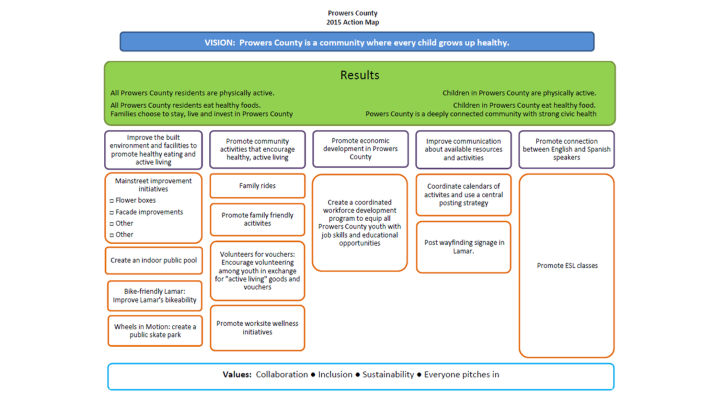 Prowers County
2015 Action Map
VISION: Prowers County is a community where every child grows up healthy.
Results
All Prowers County residents are physically active.
All Prowers County residents eat healthy foods.
Families choose to stay, live and invest in Prowers County
Children in Prowers County are physically active.
Children in Prowers County eat healthy food.
Powers County is a deeply connected community with strong civic health
Improve the built
environment and facilities to
promote healthy eating and
active living
Mainstreet improvement
initiatives
□ Flower boxes
□ Facade improvements
□ Other
□ Other
Create an indoor public pool
Bike-friendly Lamar:
Improve Lamar's bikeability
Wheels in Motion: create a
public skate park
Promote community
activities that encourage
healthy, active living
Family rides
Promote family friendly
acitivites
Volunteers for vouchers:
Encourage volunteering
among youth in exchange
for "active living" goods and
vouchers
Promote worksite wellness
initiatives
Promote economic
development in Prowers
County
Create a coordinated
workforce development
program to equip all
Prowers County youth with
job skills and educational
opportunities
Improve communication
about available resources
and activities
Coordinate calendars of
activites and use a central
posting strategy
Post wayfinding signage in
Lamar.
Promote connection
between English and Spanish
speakers
Promote ESL classes
Values: Collaboration ● Inclusion ● Sustainability ● Everyone pitches in